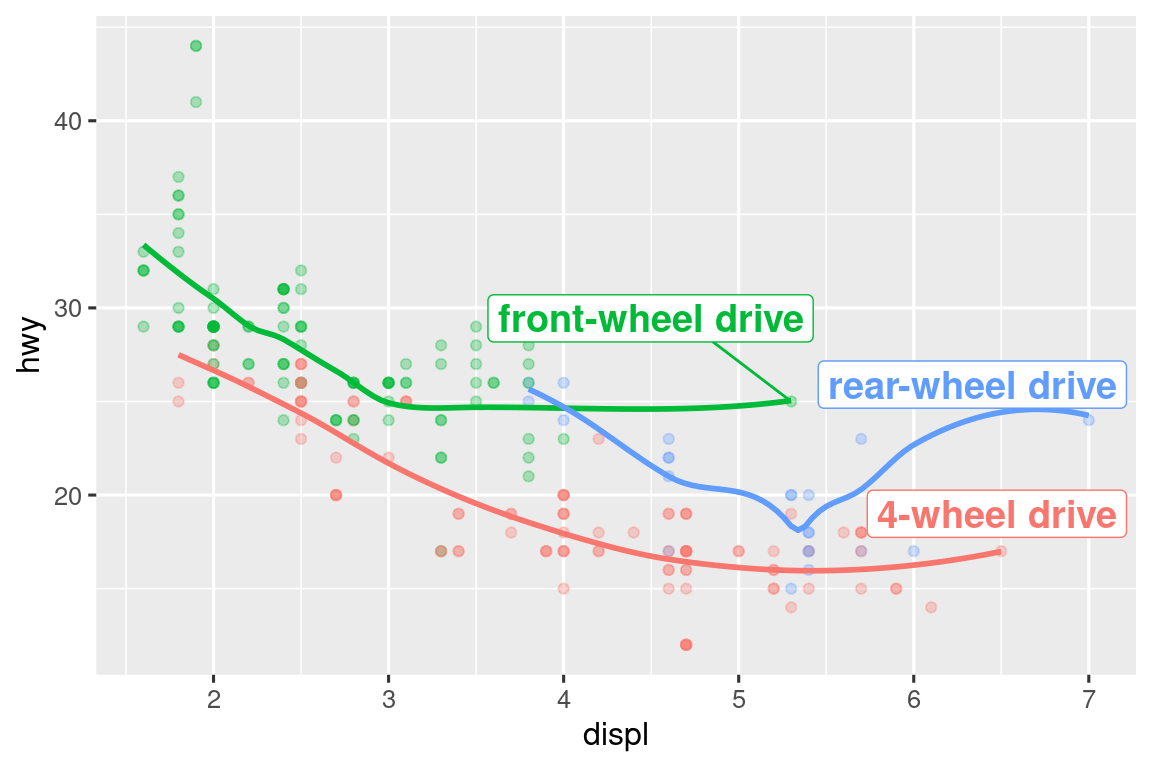 hwy
40
30
20
front-wheel drive
rear-wheel drive
4-wheel drive
2 3 4 5 6 7
displ